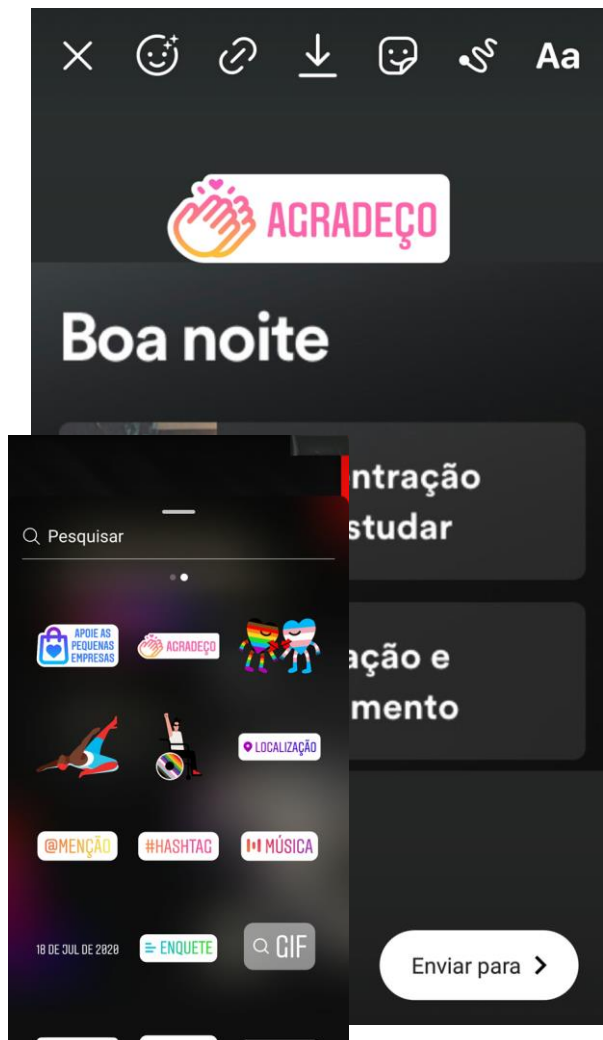 Aa
AGRADEÇO
Boa noite
ntração
studar
ação e
mento
Enviar para
Pesquisar
APOIE AS
PEQUENAS
EMPRESAS
AGRADEÇO
LOCALIZAÇÃO
@MENÇÃO
#HASHTAG
MÚSICA
18 DE JUL DE 2020
ENQUETE
GIF